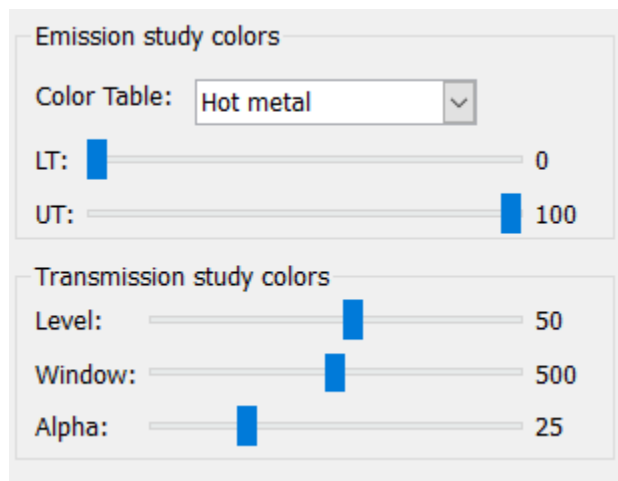 Emission study colors
Color Table: Hot metal
LT: 0
UT: 100
Transmission study colors
Level: 50
Window: 500
Alpha: 25